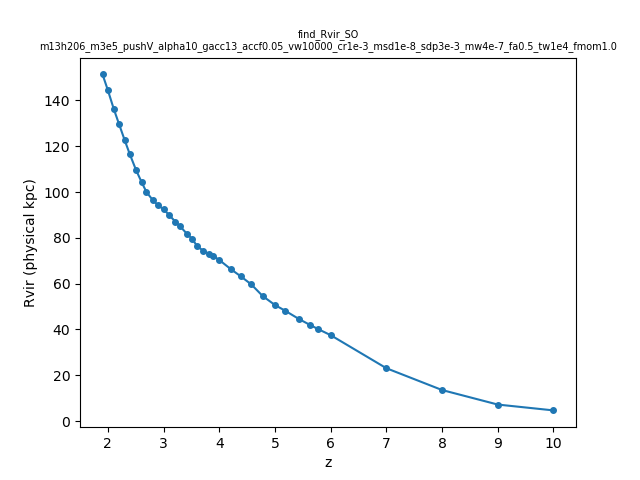 find_Rvir_SO
m13h206_m3e5_pushV_alpha10_gacc13_accf0.05_vw10000_cr1e-3_msd1e-8_sdp3e-3_mw4e-7_fa0.5_tw1e4_fmom1.0
140
120
100
80
60
40
20
0
Rvir (physical kpc)
2 3 4 5 6 7 8 9 10
z